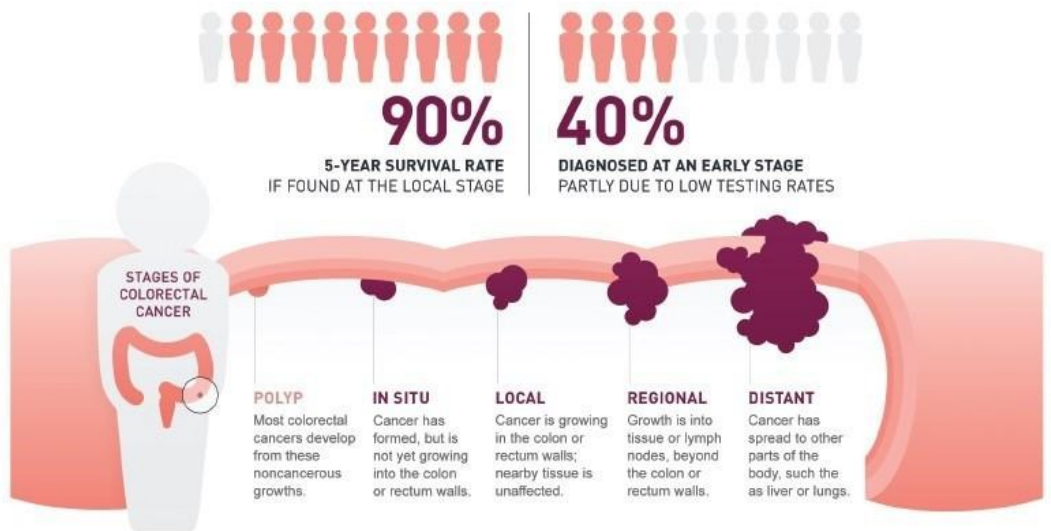 90%
5-YEAR SURVIVAL RATE
IF FOUND AT THE LOCAL STAGE
40%
DIAGNOSED AT AN EARLY STAGE
PARTLY DUE TO LOW TESTING RATES
STAGES OF
COLORECTAL
CANCER
POLYP
Most colorectal
cancers develop
from these
noncancerous
growths.
IN SITU
Cancer has
formed, but is
not yet growing
into the colon
or rectum walls.
LOCAL
Cancer is growing
in the colon or
rectum walls;
nearby tissue is
unaffected.
REGIONAL
Growth is into
tissue or lymph
nodes, beyond
the colon or
rectum walls.
DISTANT
Cancer has
spread to other
parts of the
body, such the
as liver or lungs.